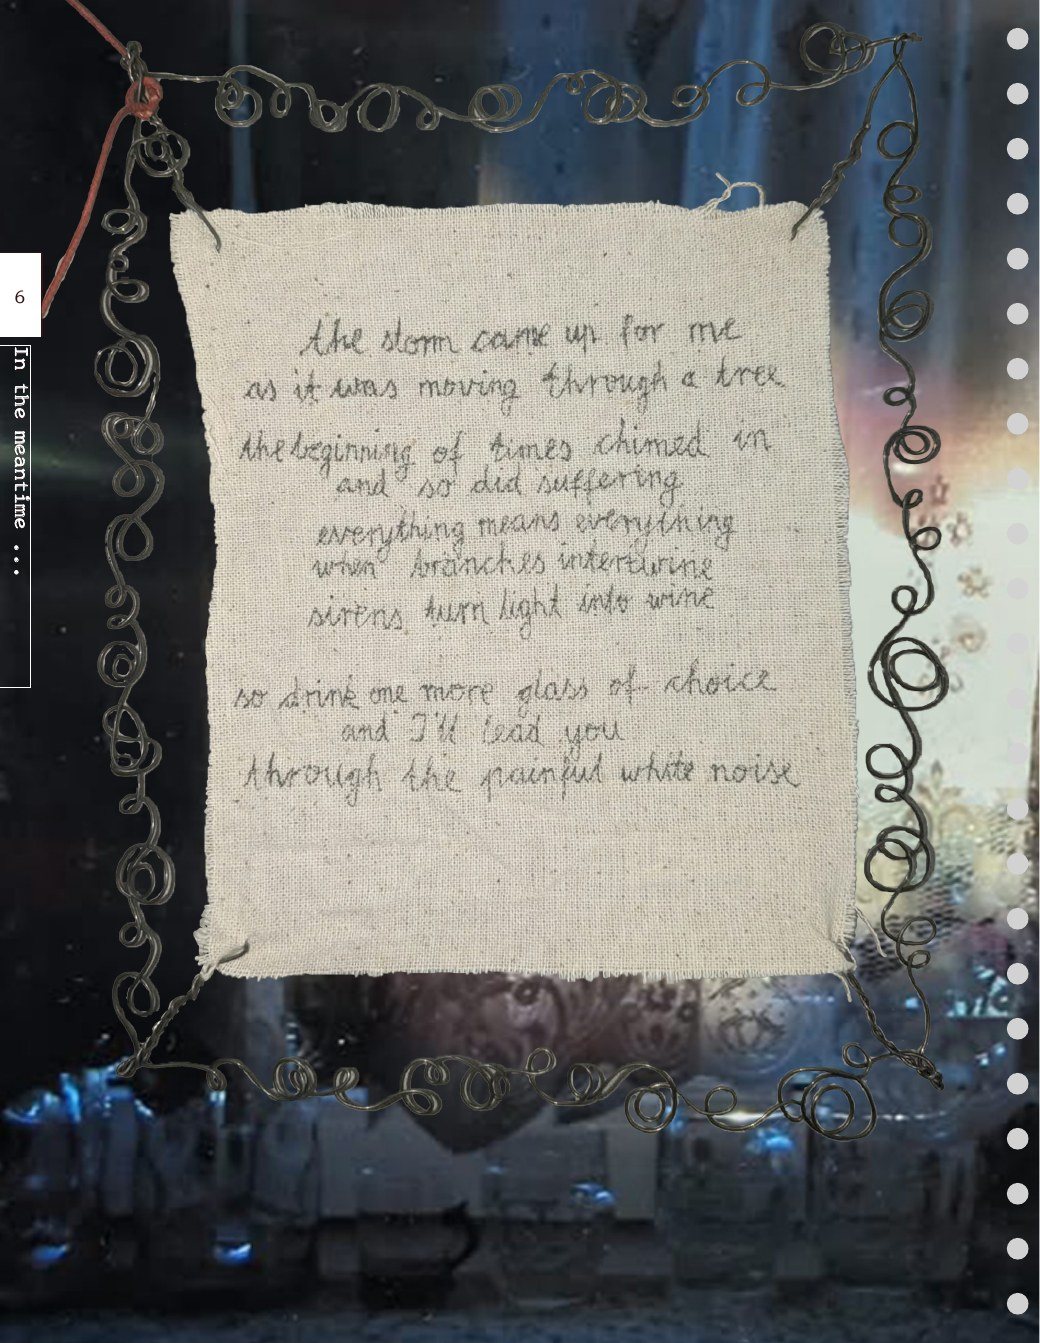 6
In the meantime ...
the storm came up for me
as it was moving through a tree
the beginning of times chimed in
and so did suffering
everything means everything
when branches intertwine
sirens turn light into wine
so drink one more glass of choice
and I'll lead you
through the painful white noise